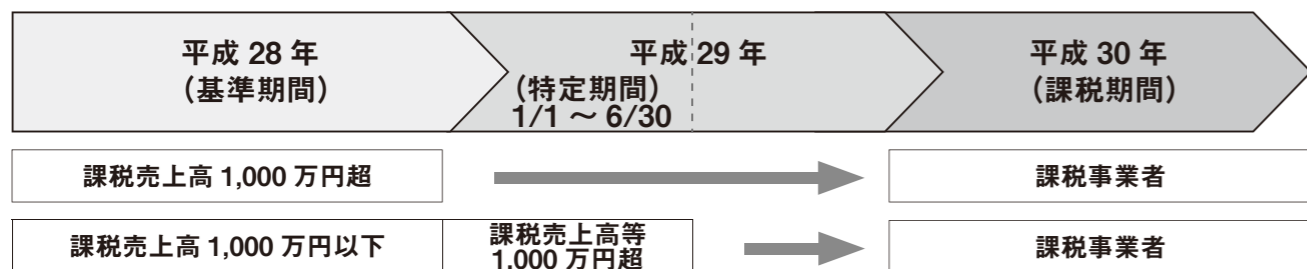 平成 28 年
(基準期間)
平成 29 年
(特定期間)
1/1 ～ 6/30
平成 30 年
(課税期間)
課税売上高 1,000 万円超
課税事業者
課税売上高 1,000 万円以下
課税売上高等
1,000 万円超
課税事業者